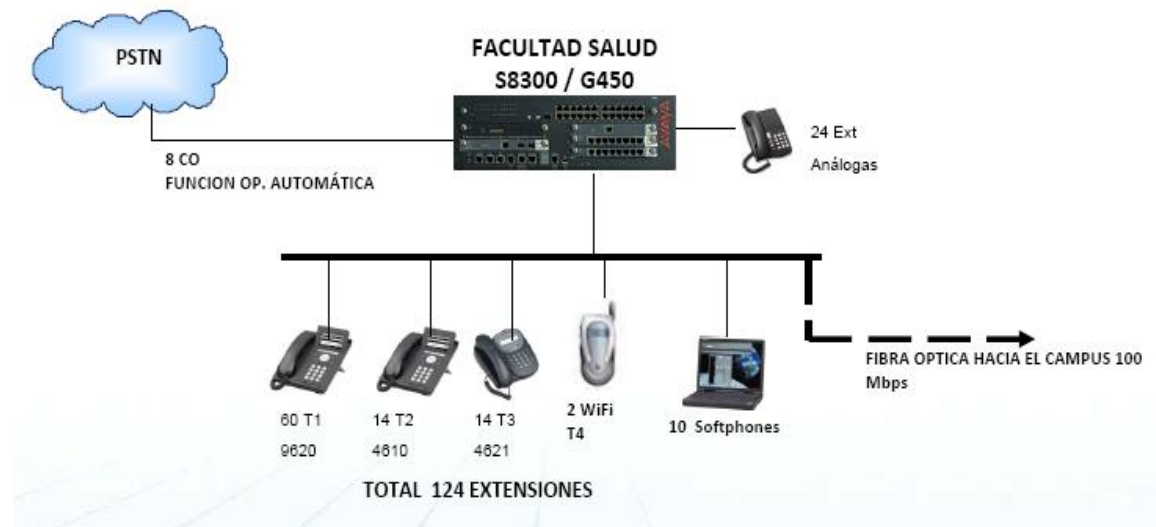 PSTN
FACULTAD SALUD
S8300 / G450
AVAYA
24 Ext
Análogas
8 CO
FUNCION OP. AUTOMÁTICA
60 T1
9620
14 T2
4610
14 T3
4621
2 WiFi
T4
10 Softphones
FIBRA OPTICA HACIA EL CAMPUS 100
Mbps
TOTAL 124 EXTENSIONES